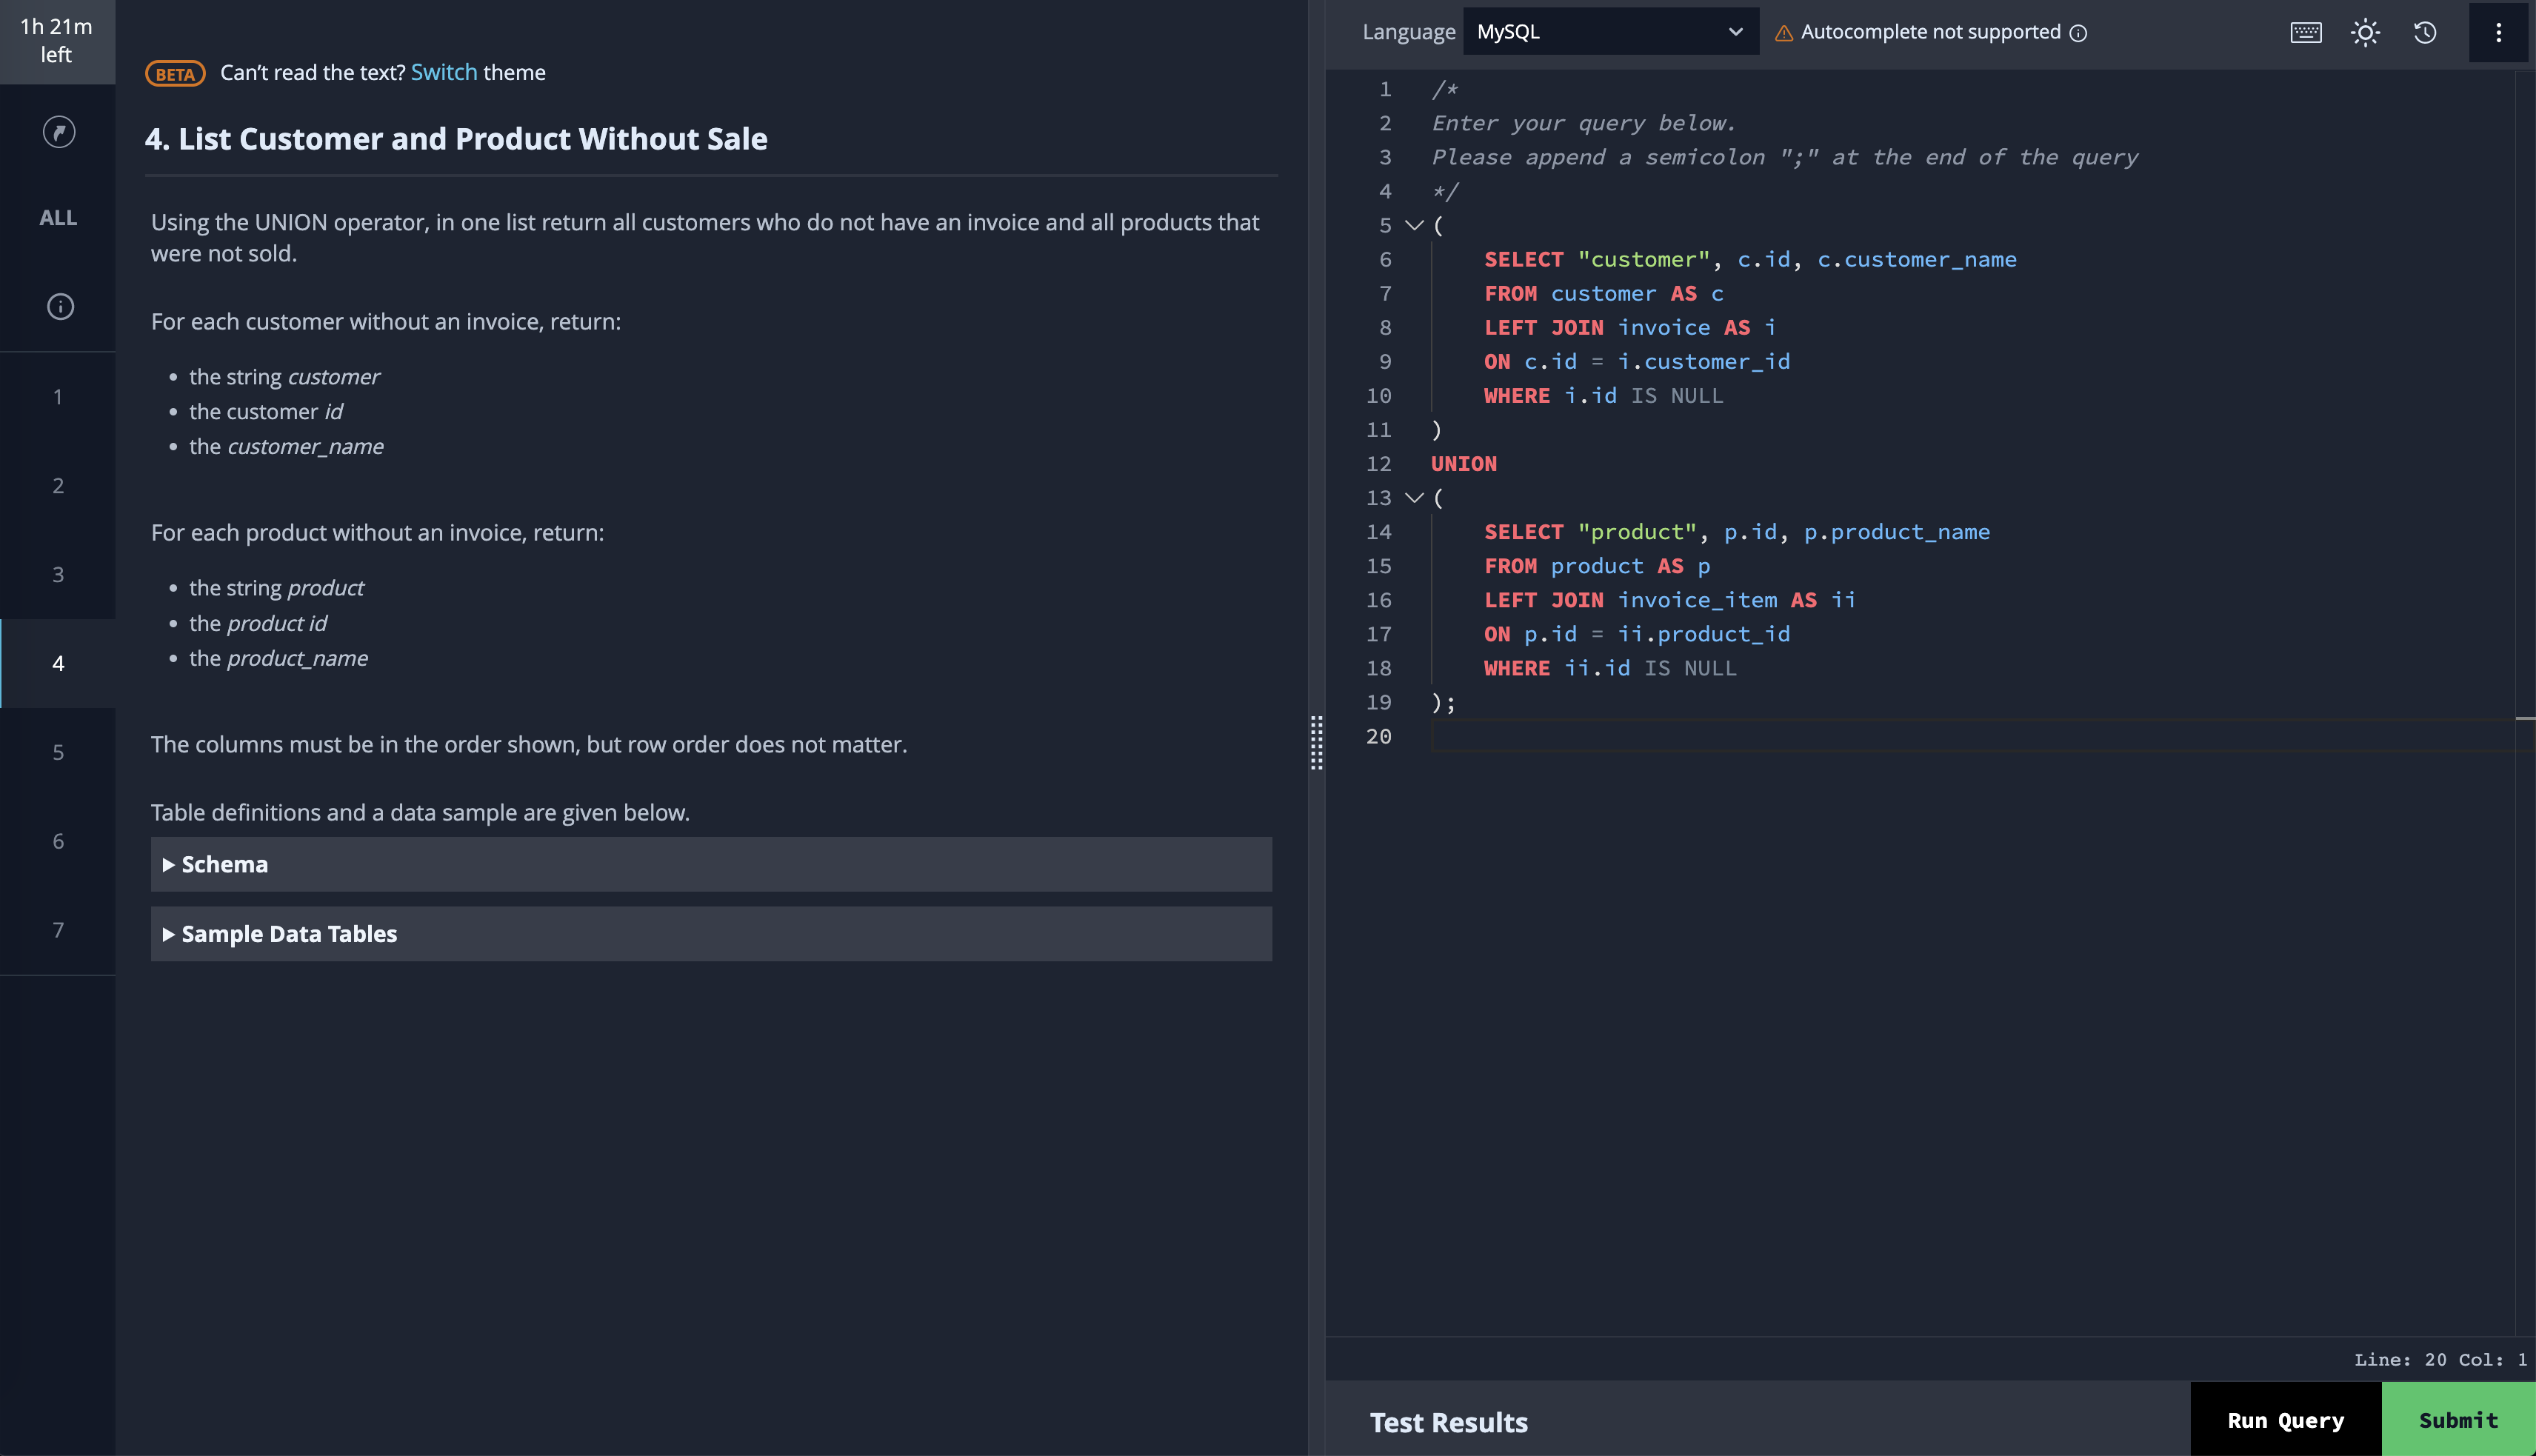 1h 21m
left
ALL
1
2
3
4
5
6
7
BETA Can't read the text? Switch theme
4. List Customer and Product Without Sale
Using the UNION operator, in one list return all customers who do not have an invoice and all products that
were not sold.
For each customer without an invoice, return:
• the string customer
• the customer id
• the customer_name
For each product without an invoice, return:
• the string product
• the product id
• the product_name
The columns must be in the order shown, but row order does not matter.
Table definitions and a data sample are given below.
Schema
Sample Data Tables
Language MySQL Autocomplete not supported
1 /*
2 Enter your query below.
3 Please append a semicolon ";" at the end of the query
4 */
5 (
6 SELECT "customer", c.id, c.customer_name
7 FROM customer AS c
8 LEFT JOIN invoice AS i
9 ON c.id = i.customer_id
10 WHERE i.id IS NULL
11 )
12 UNION
13 (
14 SELECT "product", p.id, p.product_name
15 FROM product AS p
16 LEFT JOIN invoice_item AS ii
17 ON p.id = ii.product_id
18 WHERE ii.id IS NULL
19 );
20
Line: 20 Col: 1
Test Results
Run Query
Submit